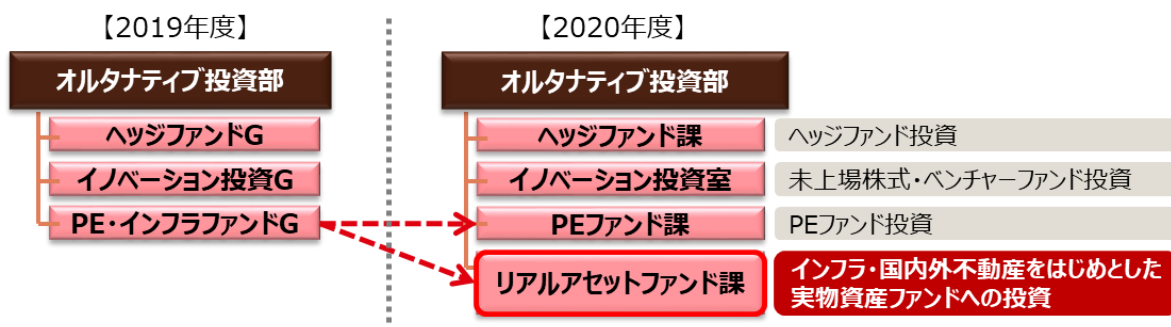 【2019年度】
【2020年度】
オルタナティブ投資部
オルタナティブ投資部
ヘッジファンドG
ヘッジファンド課
ヘッジファンド投資
イノベーション投資G
イノベーション投資室
未上場株式・ベンチャーファンド投資
PE・インフラファンドG
PEファンド課
PEファンド投資
リアルアセットファンド課
インフラ・国内外不動産をはじめとした
実物資産ファンドへの投資